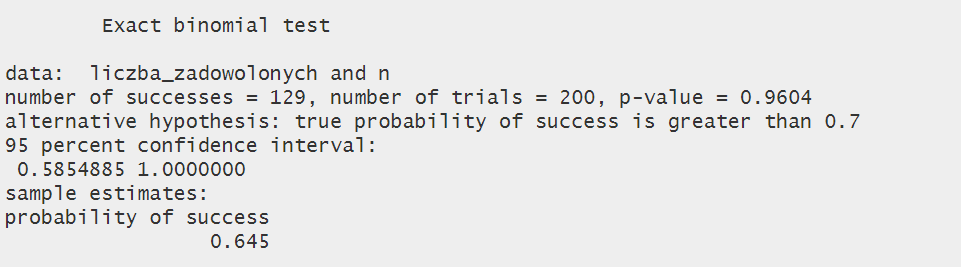 Exact binomial test
data: liczba_zadowolonych and n
number of successes = 129, number of trials = 200, p-value = 0.9604
alternative hypothesis: true probability of success is greater than 0.7
95 percent confidence interval:
0.5854885 1.0000000
sample estimates:
probability of success
0.645